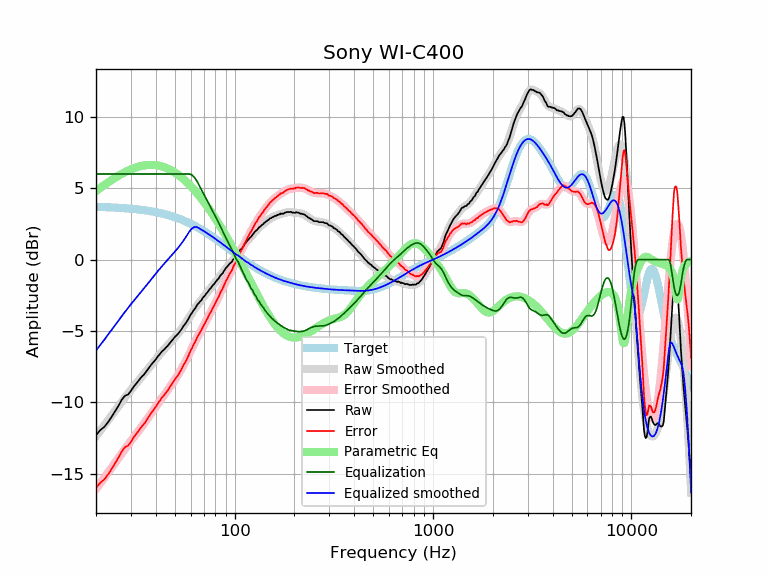 Sony WI-C400
Amplitude (dBr)
10
5
0
−5
−10
−15
Target
Raw Smoothed
Error Smoothed
Raw
Error
Parametric Eq
Equalization
Equalized smoothed
100 1000 10000
Frequency (Hz)